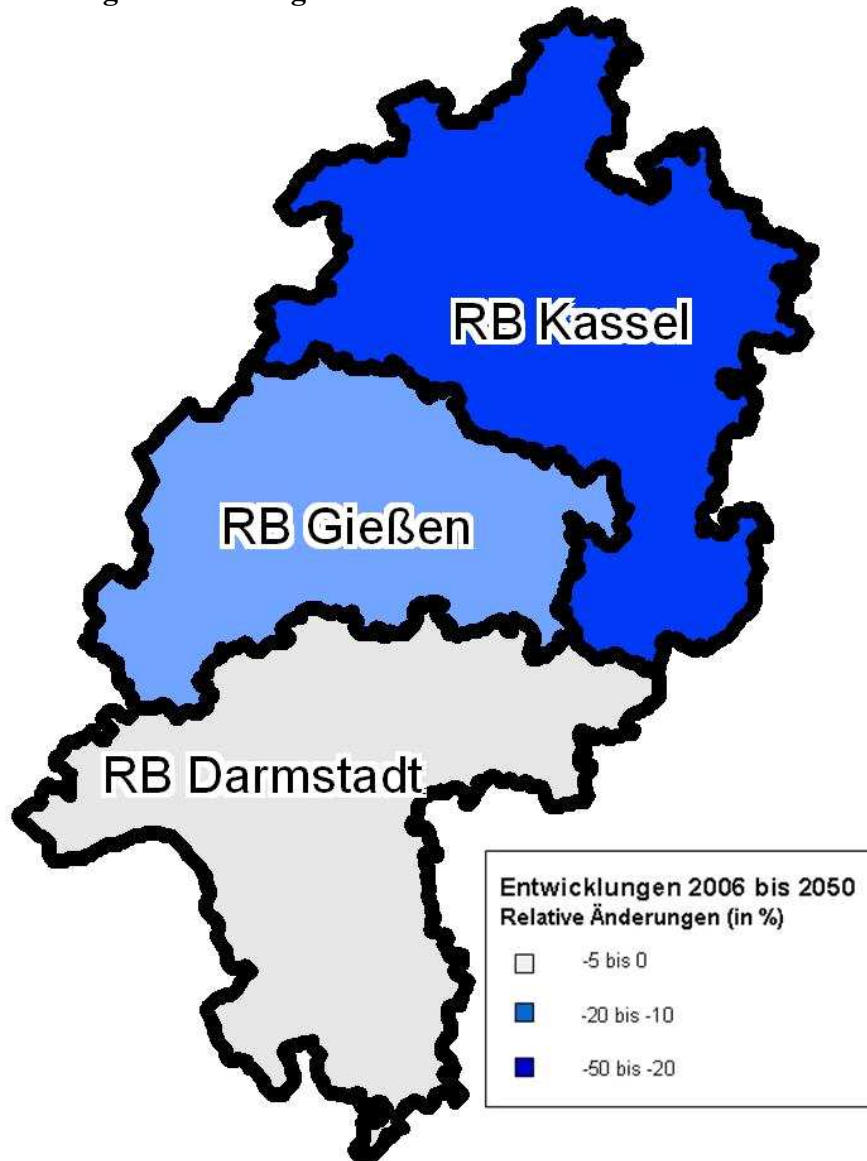 RB Kassel
RB Gießen
RB Darmstadt
Entwicklungen 2006 bis 2050
Relative Änderungen (in %)
-5 bis 0
-20 bis -10
-50 bis -20